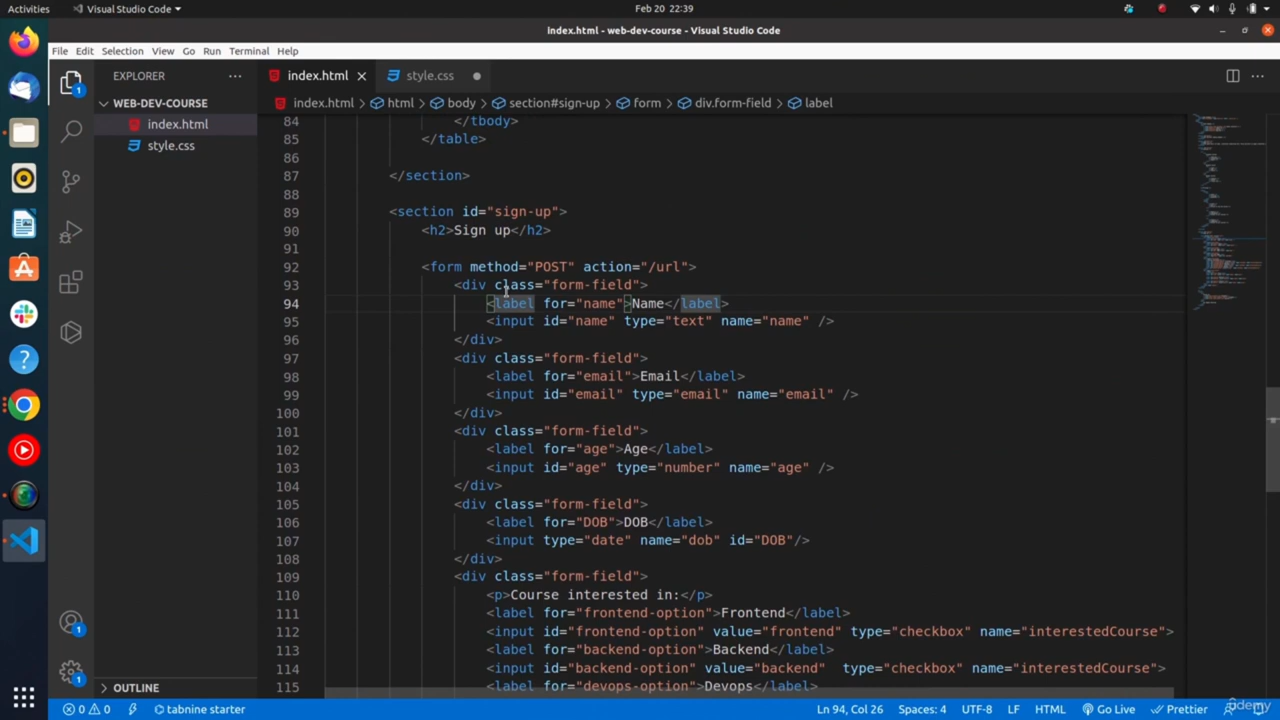 Activities
Visual Studio Code
Feb 20 22:39
index.html - web-dev-course - Visual Studio Code
File Edit Selection View Go Run Terminal Help
EXPLORER
index.html
style.css
WEB-DEV-COURSE
index.html
style.css
index.html html body section#sign-up form div.form-field label
84 </tbody>
85 </table>
86
87 </section>
88
89 <section id="sign-up">
90 <h2>Sign up</h2>
91
92 <form method="POST" action="/url">
93 <div class="form-field">
94 <label for="name">Name</label>
95 <input id="name" type="text" name="name" />
96 </div>
97 <div class="form-field">
98 <label for="email">Email</label>
99 <input id="email" type="email" name="email" />
100 </div>
101 <div class="form-field">
102 <label for="age">Age</label>
103 <input id="age" type="number" name="age" />
104 </div>
105 <div class="form-field">
106 <label for="DOB">DOB</label>
107 <input type="date" name="dob" id="DOB"/>
108 </div>
109 <div class="form-field">
110 <p>Course interested in:</p>
111 <label for="frontend-option">Frontend</label>
112 <input id="frontend-option" value="frontend" type="checkbox" name="interestedCourse">
113 <label for="backend-option">Backend</label>
114 <input id="backend-option" value="backend" type="checkbox" name="interestedCourse">
115 <label for="devops-option">Devops</label>
OUTLINE
1
1
1
0 0
tabnine starter
Ln 94, Col 26 Spaces: 4 UTF-8 LF HTML Go Live Prettier
udemy